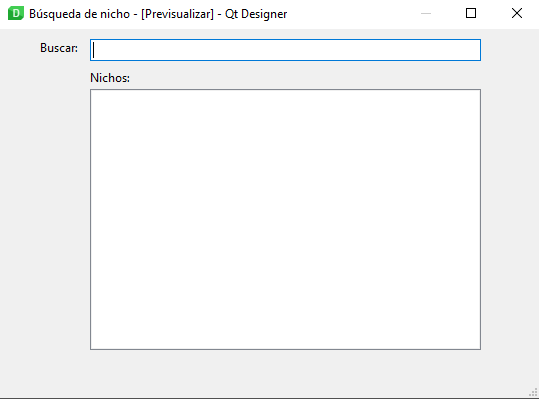 Búsqueda de nicho - [Previsualizar] - Qt Designer
Buscar:
Nichos: